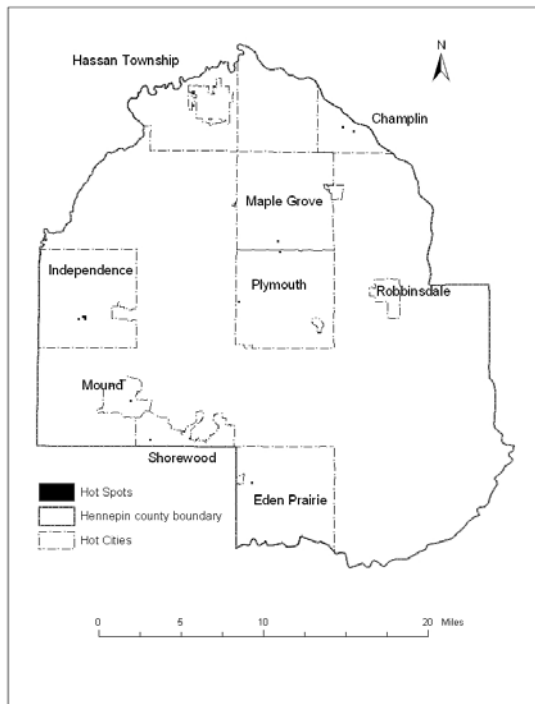 N
Hassan Township
Champlin
Maple Grove
Independence
Plymouth
Robbinsdale
Mound
Shorewood
Eden Prairie
Hot Spots
Hennepin county boundary
Hot Cities
0 5 10 20 Miles